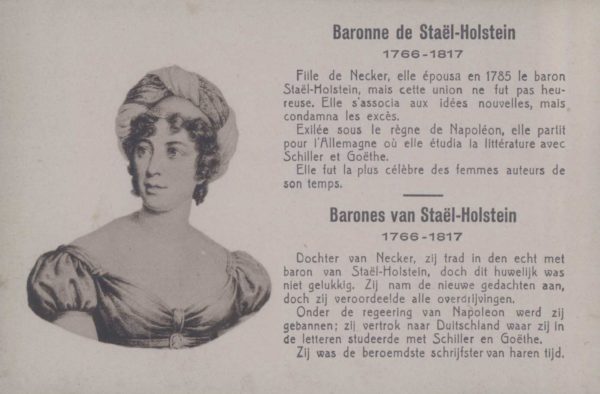 Baronne de Staël-Holstein
1766-1817
Fille de Necker, elle épousa en 1785 le baron
Staël-Holstein, mais cette union ne fut pas heu-
reuse. Elle s'associa aux idées nouvelles, mais
condamna les excès.
Exilée sous le règne de Napoléon, elle partit
pour l'Allemagne où elle étudia la littérature avec
Schiller et Goëthe.
Elle fut la plus célèbre des femmes auteurs de
son temps.
Barones van Staël-Holstein
1766-1817
Dochter van Necker, zij trad in den echt met
baron van Staël-Holstein, doch dit huwelijk was
niet gelukkig. Zij nam de nieuwe gedachten aan,
doch zij veroordeelde alle overdrijvingen.
Onder de regeering van Napoleon werd zij
gebannen; zij vertrok naar Duitschland waar zij in
de letteren studeerde met Schiller en Goëthe.
Zij was de beroemdste schrijfster van haren tijd.